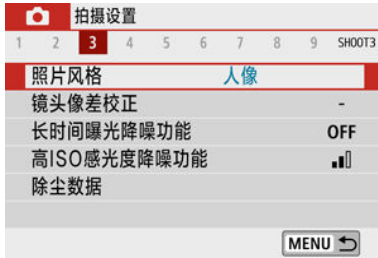 拍摄设置
1 2 3 4 5 6 7 8 9 SHOOT3
照片风格 人像
镜头像差校正 -
长时间曝光降噪功能 OFF
高ISO感光度降噪功能
除尘数据
MENU